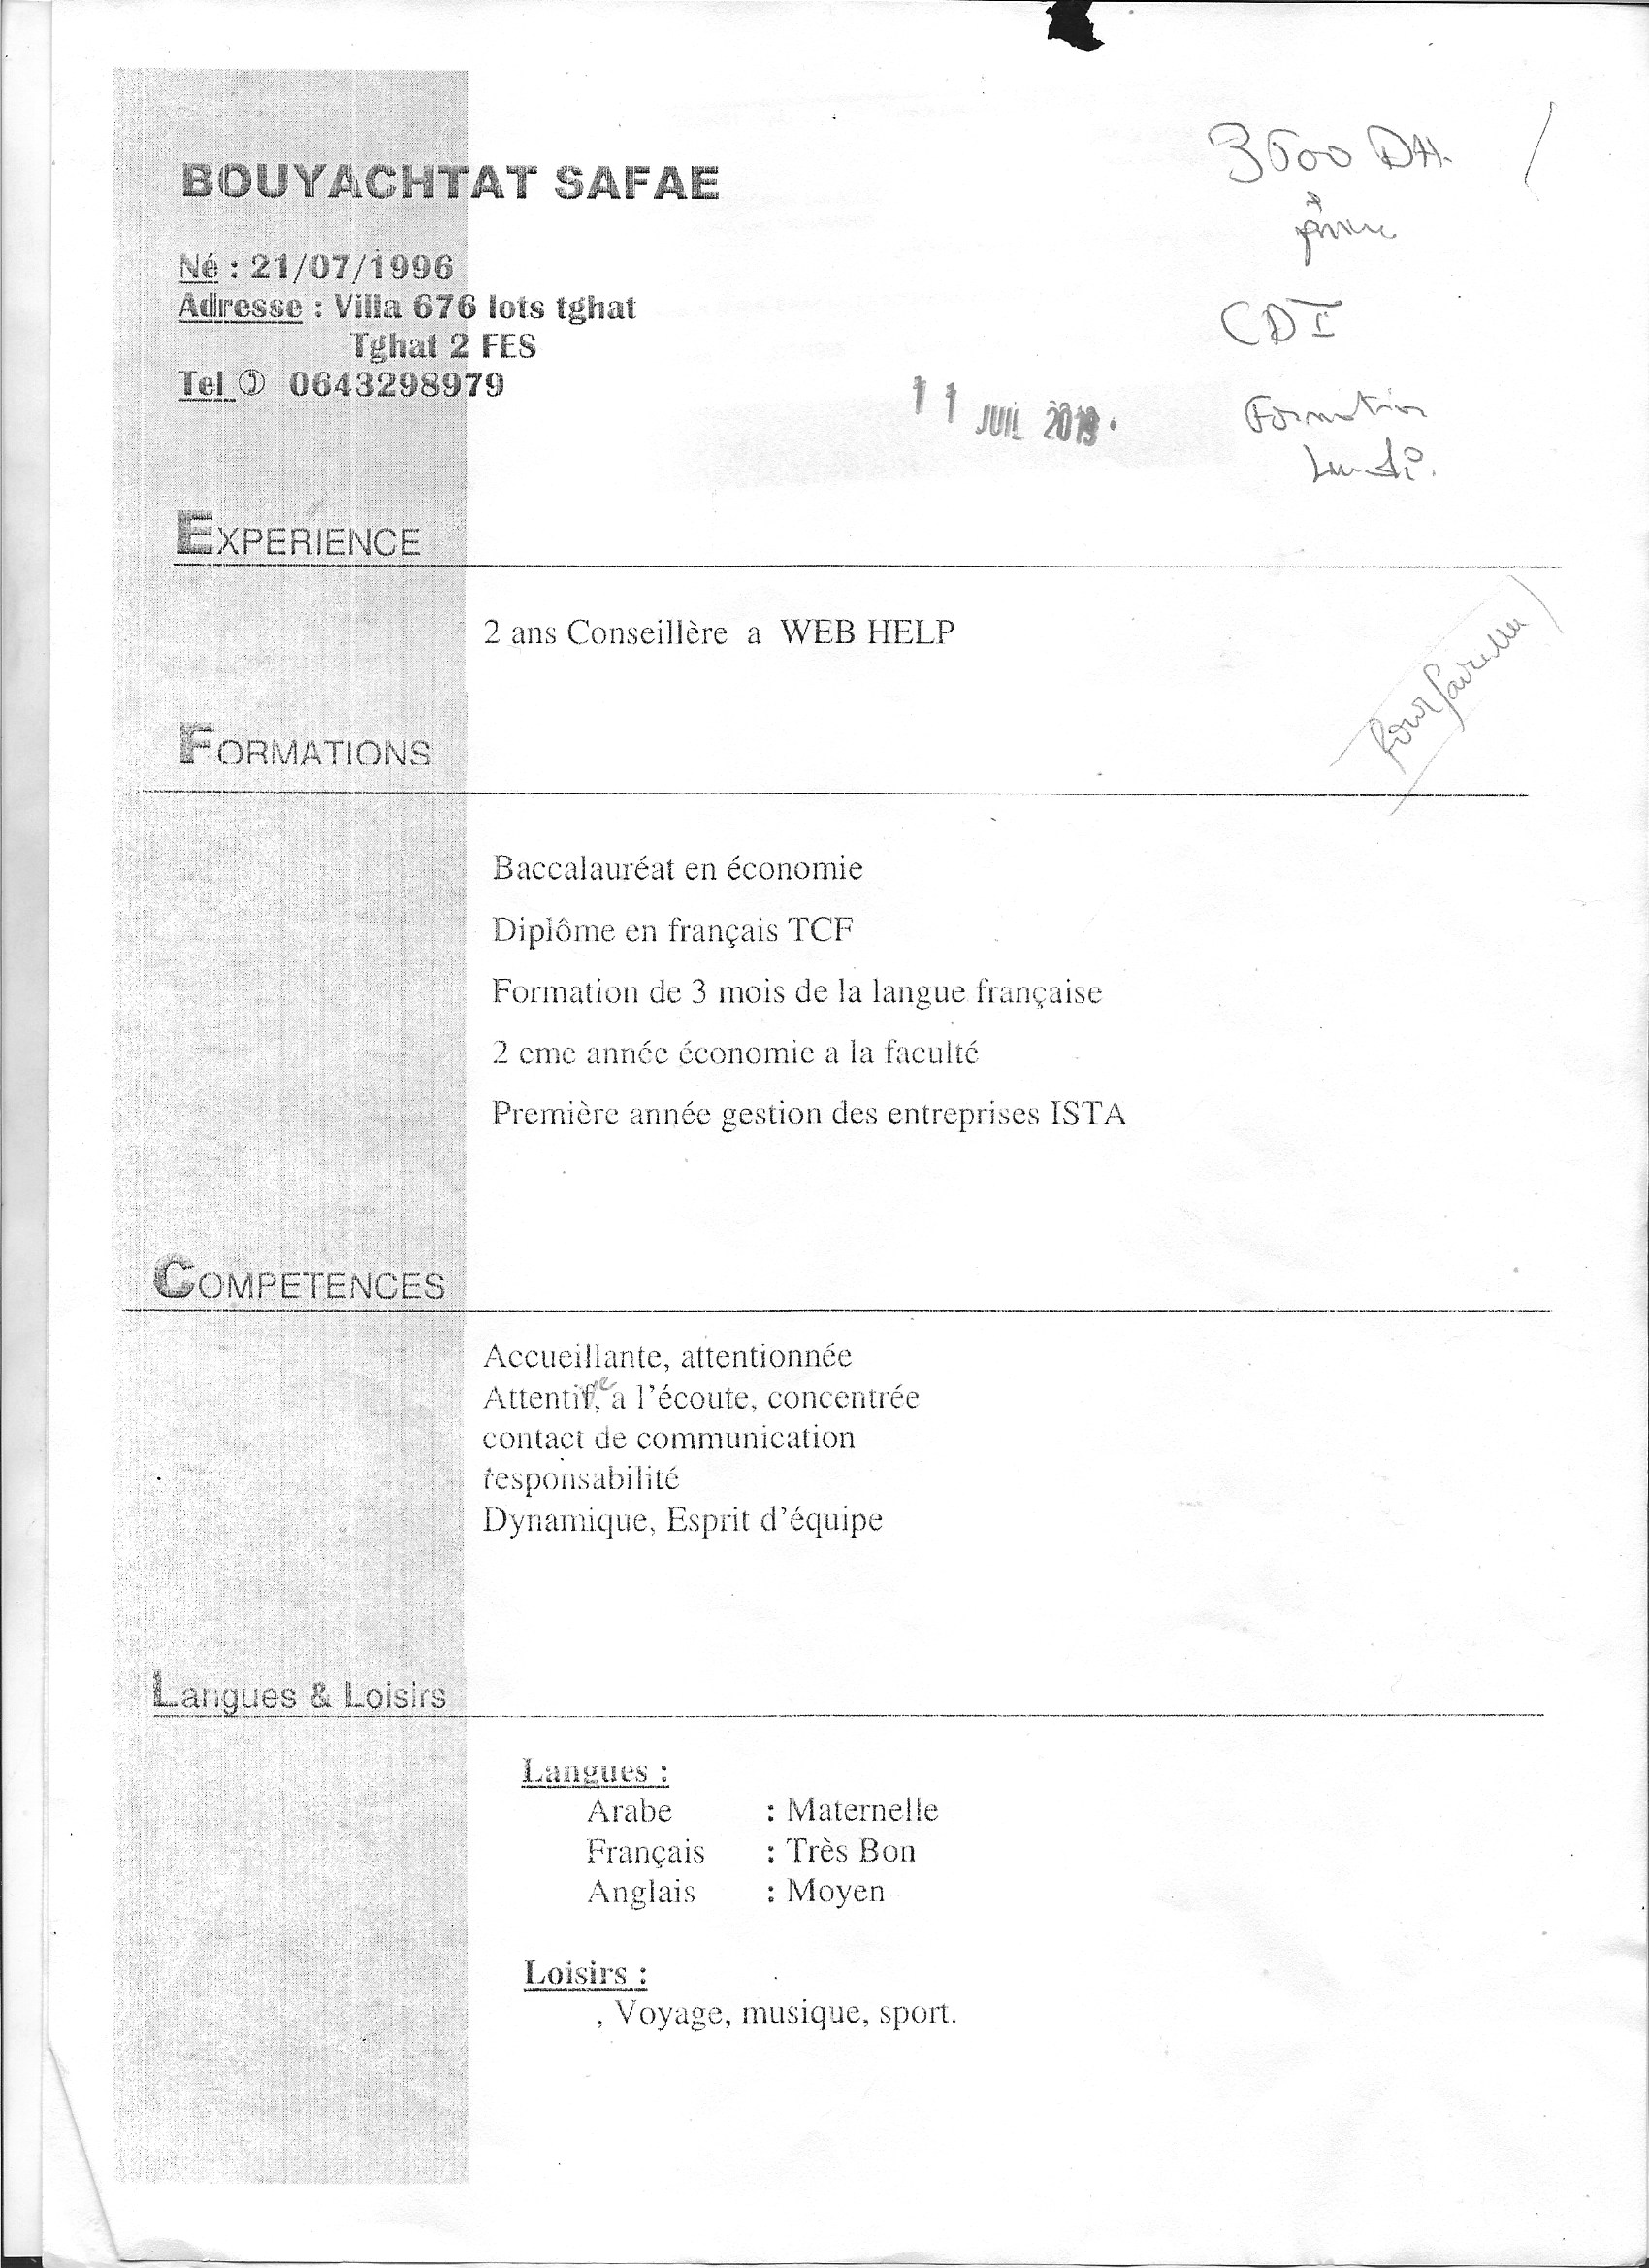 BOUYACHTAT SAFAE
3500 DH.
prime
Né : 21/07/1996
Adresse : Villa 676 lots tghat
Tghat 2 FES
CDI
Tel 0643298979
11 JUIL 2019
Formation
Lundi.
EXPERIENCE
2 ans Conseillère a WEB HELP
FORMATIONS
Baccalauréat en économie
Diplôme en français TCF
Formation de 3 mois de la langue française
2 eme année économie a la faculté
Première année gestion des entreprises ISTA
COMPETENCES
Accueillante, attentionnée
Attentif,e a l'écoute, concentrée
contact de communication
responsabilité
Dynamique, Esprit d'équipe
Langues & Loisirs
Langues :
Arabe : Maternelle
Français : Très Bon
Anglais : Moyen
Loisirs :
, Voyage, musique, sport.